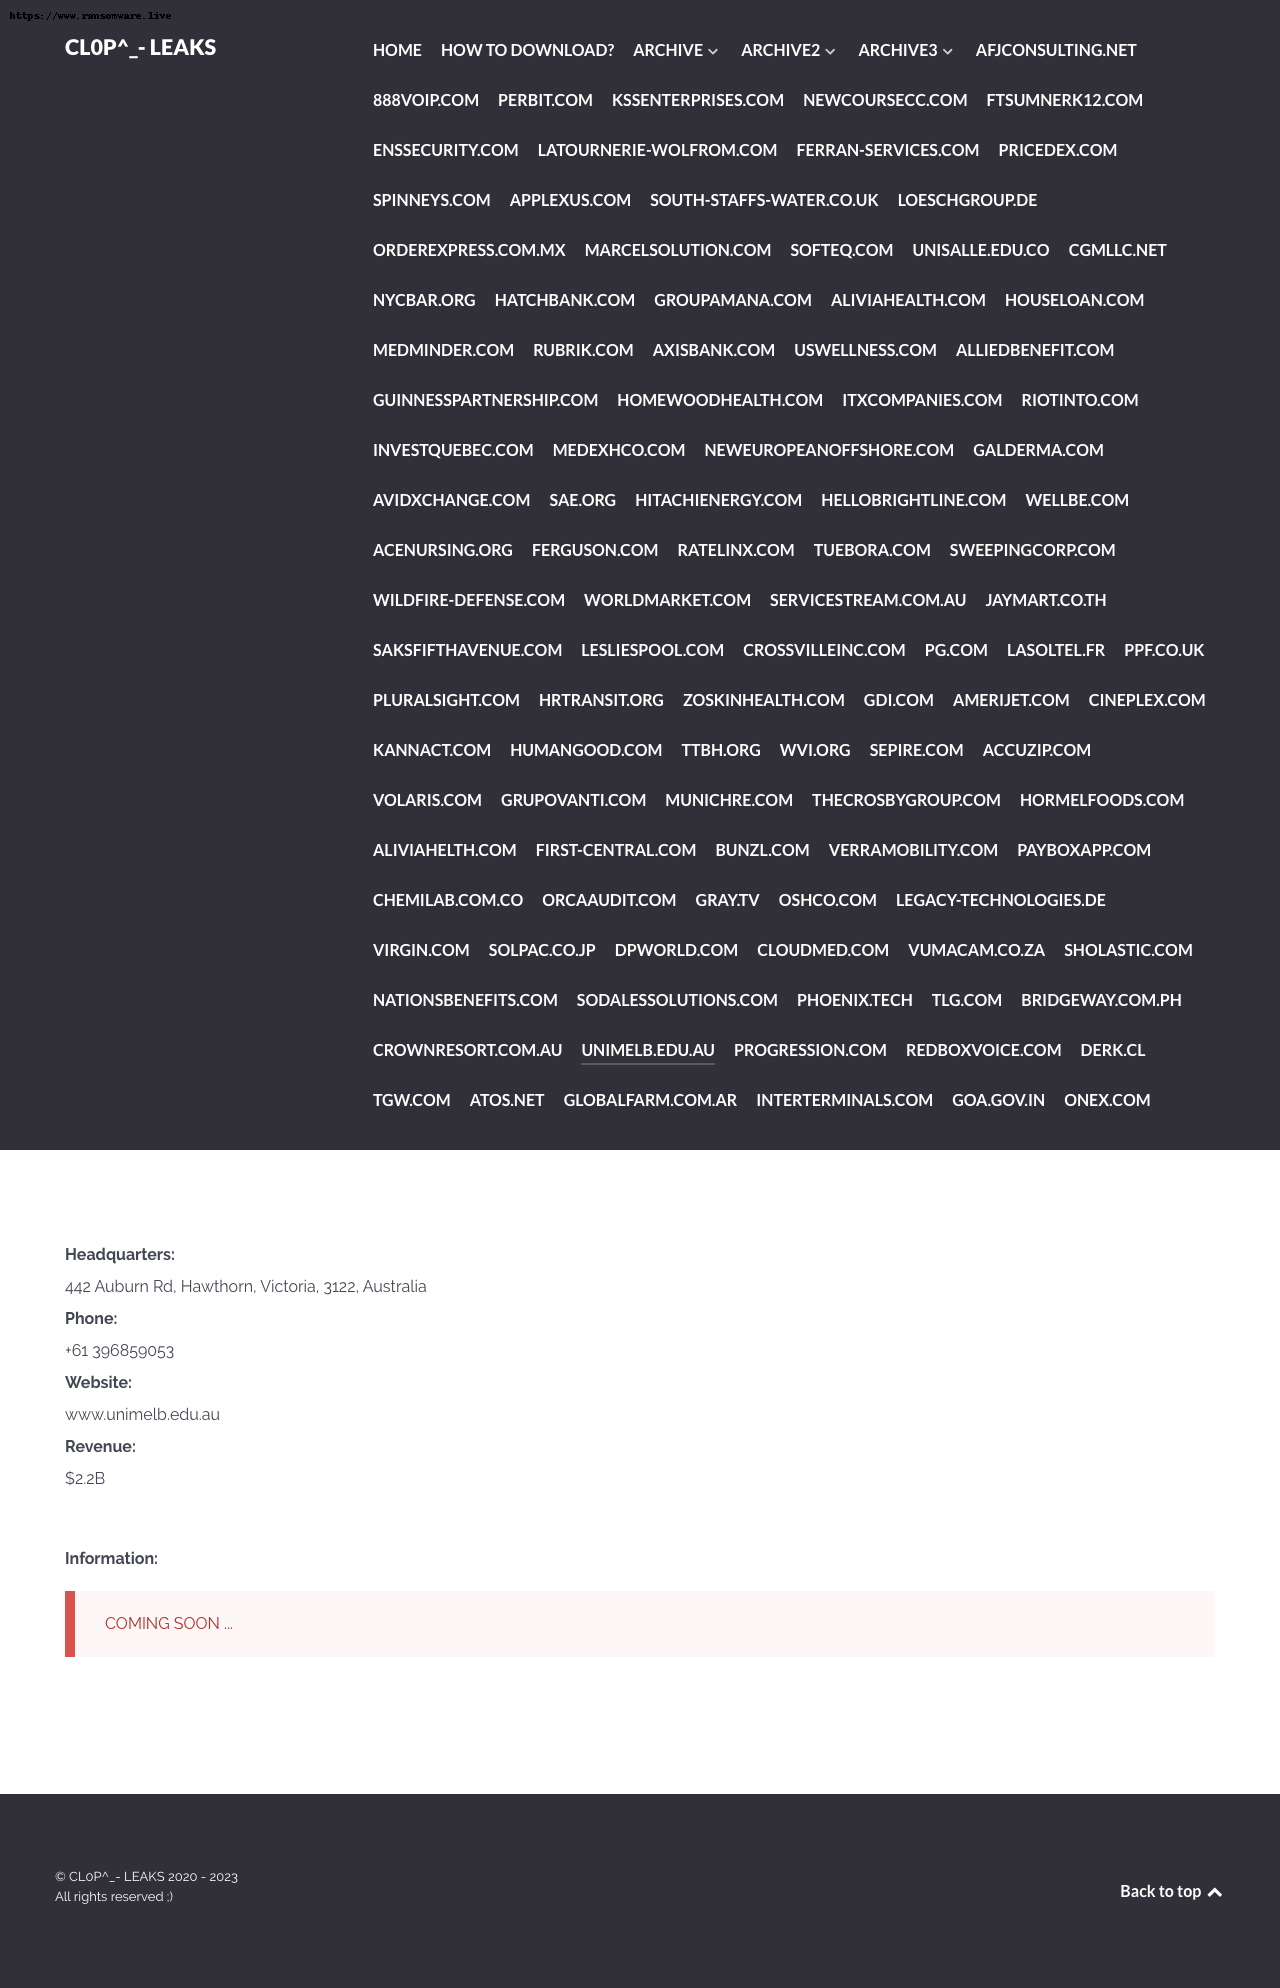 https://www.ransomware.live
CL0P^_- LEAKS
HOME HOW TO DOWNLOAD? ARCHIVE ARCHIVE2 ARCHIVE3 AFJCONSULTING.NET
888VOIP.COM PERBIT.COM KSSENTERPRISES.COM NEWCOURSECC.COM FTSUMNERK12.COM
ENSSECURITY.COM LATOURNERIE-WOLFROM.COM FERRAN-SERVICES.COM PRICEDEX.COM
SPINNEYS.COM APPLEXUS.COM SOUTH-STAFFS-WATER.CO.UK LOESCHGROUP.DE
ORDEREXPRESS.COM.MX MARCELSOLUTION.COM SOFTEQ.COM UNISALLE.EDU.CO CGMLLC.NET
NYCBAR.ORG HATCHBANK.COM GROUPAMANA.COM ALIVIAHEALTH.COM HOUSELOAN.COM
MEDMINDER.COM RUBRIK.COM AXISBANK.COM USWELLNESS.COM ALLIEDBENEFIT.COM
GUINNESSPARTNERSHIP.COM HOMEWOODHEALTH.COM ITXCOMPANIES.COM RIOTINTO.COM
INVESTQUEBEC.COM MEDEXHCO.COM NEWEUROPEANOFFSHORE.COM GALDERMA.COM
AVIDXCHANGE.COM SAE.ORG HITACHIENERGY.COM HELLOBRIGHTLINE.COM WELLBE.COM
ACENURSING.ORG FERGUSON.COM RATELINX.COM TUEBORA.COM SWEEPINGCORP.COM
WILDFIRE-DEFENSE.COM WORLDMARKET.COM SERVICESTREAM.COM.AU JAYMART.CO.TH
SAKSFIFTHAVENUE.COM LESLIESPOOL.COM CROSSVILLEINC.COM PG.COM LASOLTEL.FR PPF.CO.UK
PLURALSIGHT.COM HRTRANSIT.ORG ZOSKINHEALTH.COM GDI.COM AMERIJET.COM CINEPLEX.COM
KANNACT.COM HUMANGOOD.COM TTBH.ORG WVI.ORG SEPIRE.COM ACCUZIP.COM
VOLARIS.COM GRUPOVANTI.COM MUNICHRE.COM THECROSBYGROUP.COM HORMELFOODS.COM
ALIVIAHELTH.COM FIRST-CENTRAL.COM BUNZL.COM VERRAMOBILITY.COM PAYBOXAPP.COM
CHEMILAB.COM.CO ORCAAUDIT.COM GRAY.TV OSHCO.COM LEGACY-TECHNOLOGIES.DE
VIRGIN.COM SOLPAC.CO.JP DPWORLD.COM CLOUDMED.COM VUMACAM.CO.ZA SHOLASTIC.COM
NATIONSBENEFITS.COM SODALESSOLUTIONS.COM PHOENIX.TECH TLG.COM BRIDGEWAY.COM.PH
CROWNRESORT.COM.AU UNIMELB.EDU.AU PROGRESSION.COM REDBOXVOICE.COM DERK.CL
TGW.COM ATOS.NET GLOBALFARM.COM.AR INTERTERMINALS.COM GOA.GOV.IN ONEX.COM
Headquarters:
442 Auburn Rd, Hawthorn, Victoria, 3122, Australia
Phone:
+61 396859053
Website:
www.unimelb.edu.au
Revenue:
$2.2B
Information:
COMING SOON ...
© CL0P^_- LEAKS 2020 - 2023
All rights reserved ;)
Back to top